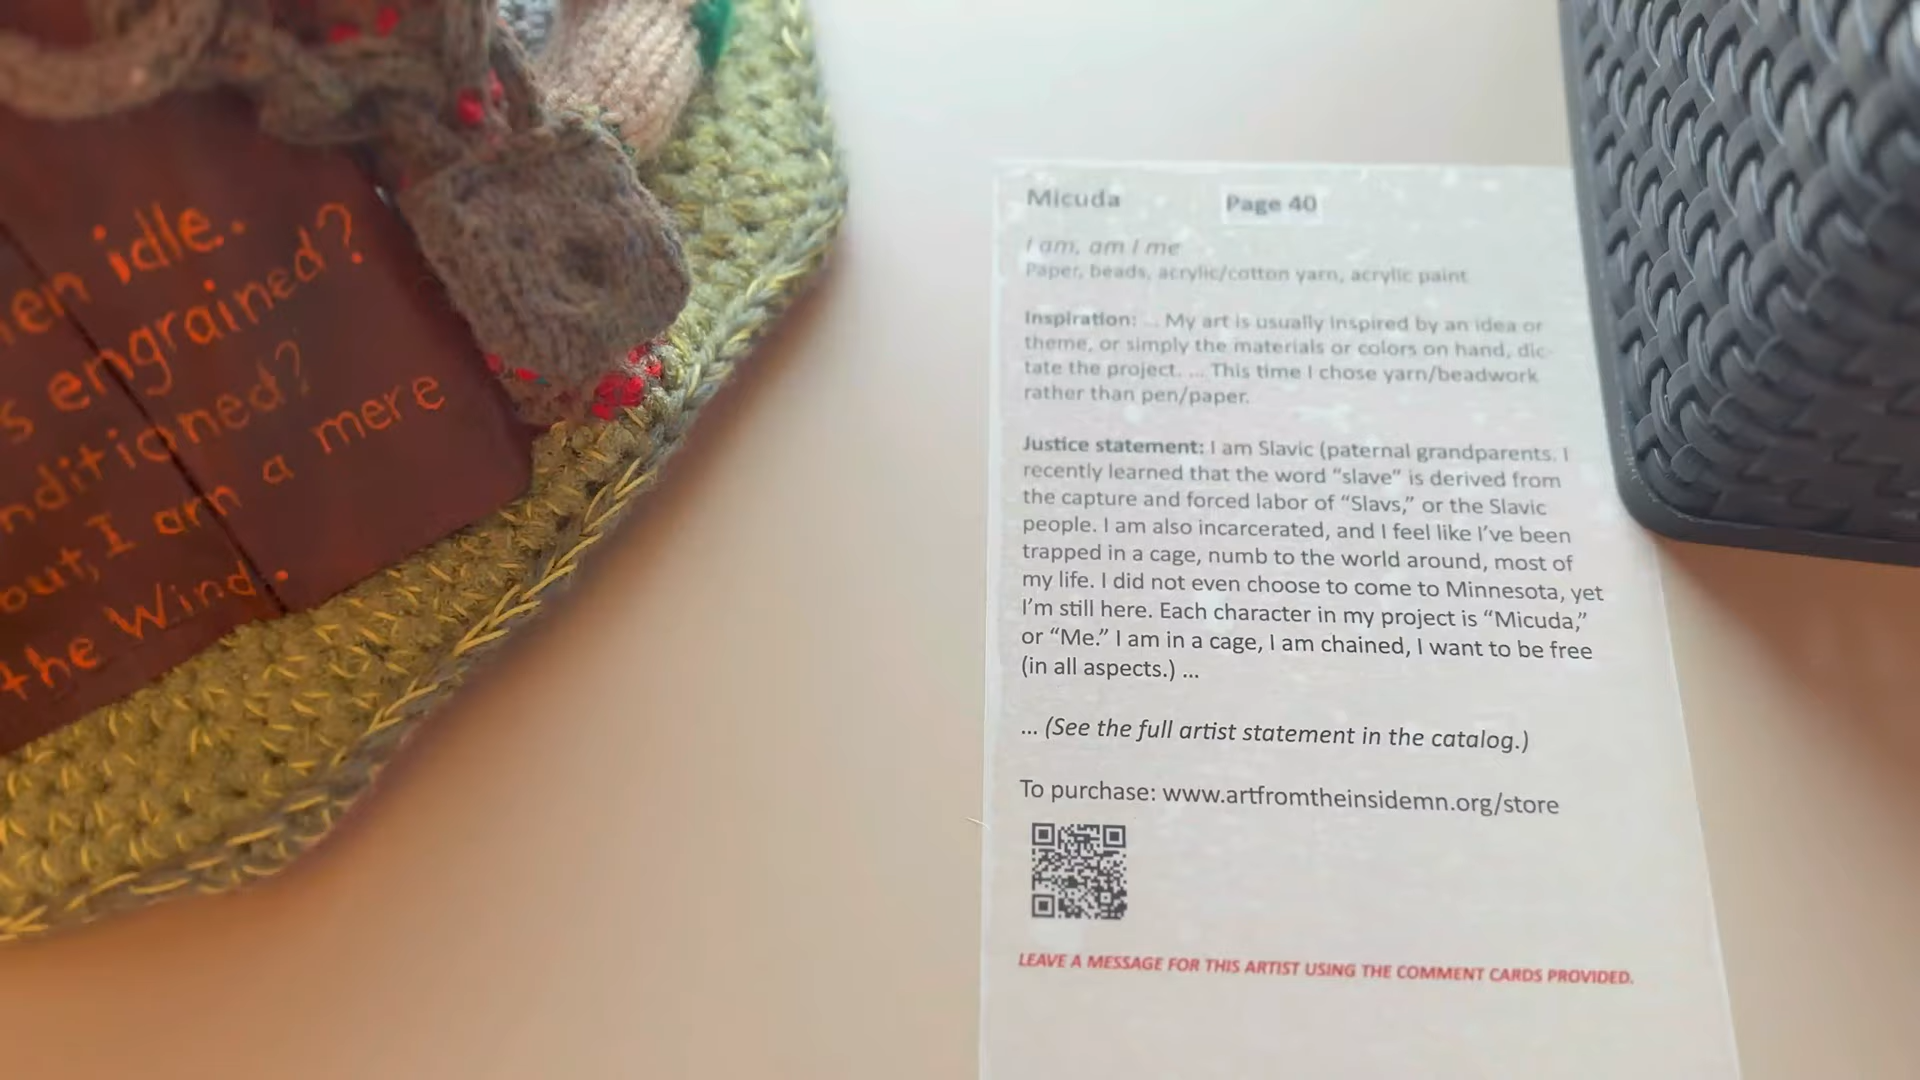 en idle.
s engrained?
nditioned?
out, I am a mere
the Wind.
Micuda
Page 40
I am, am I me
Paper, beads, acrylic/cotton yarn, acrylic paint
Inspiration: ... My art is usually inspired by an idea or
theme, or simply the materials or colors on hand, dic-
tate the project. ... This time I chose yarn/beadwork
rather than pen/paper.
Justice statement: I am Slavic (paternal grandparents. I
recently learned that the word “slave” is derived from
the capture and forced labor of “Slavs,” or the Slavic
people. I am also incarcerated, and I feel like I’ve been
trapped in a cage, numb to the world around, most of
my life. I did not even choose to come to Minnesota, yet
I’m still here. Each character in my project is “Micuda,”
or “Me.” I am in a cage, I am chained, I want to be free
(in all aspects.) ...
... (See the full artist statement in the catalog.)
To purchase: www.artfromtheinsidemn.org/store
LEAVE A MESSAGE FOR THIS ARTIST USING THE COMMENT CARDS PROVIDED.